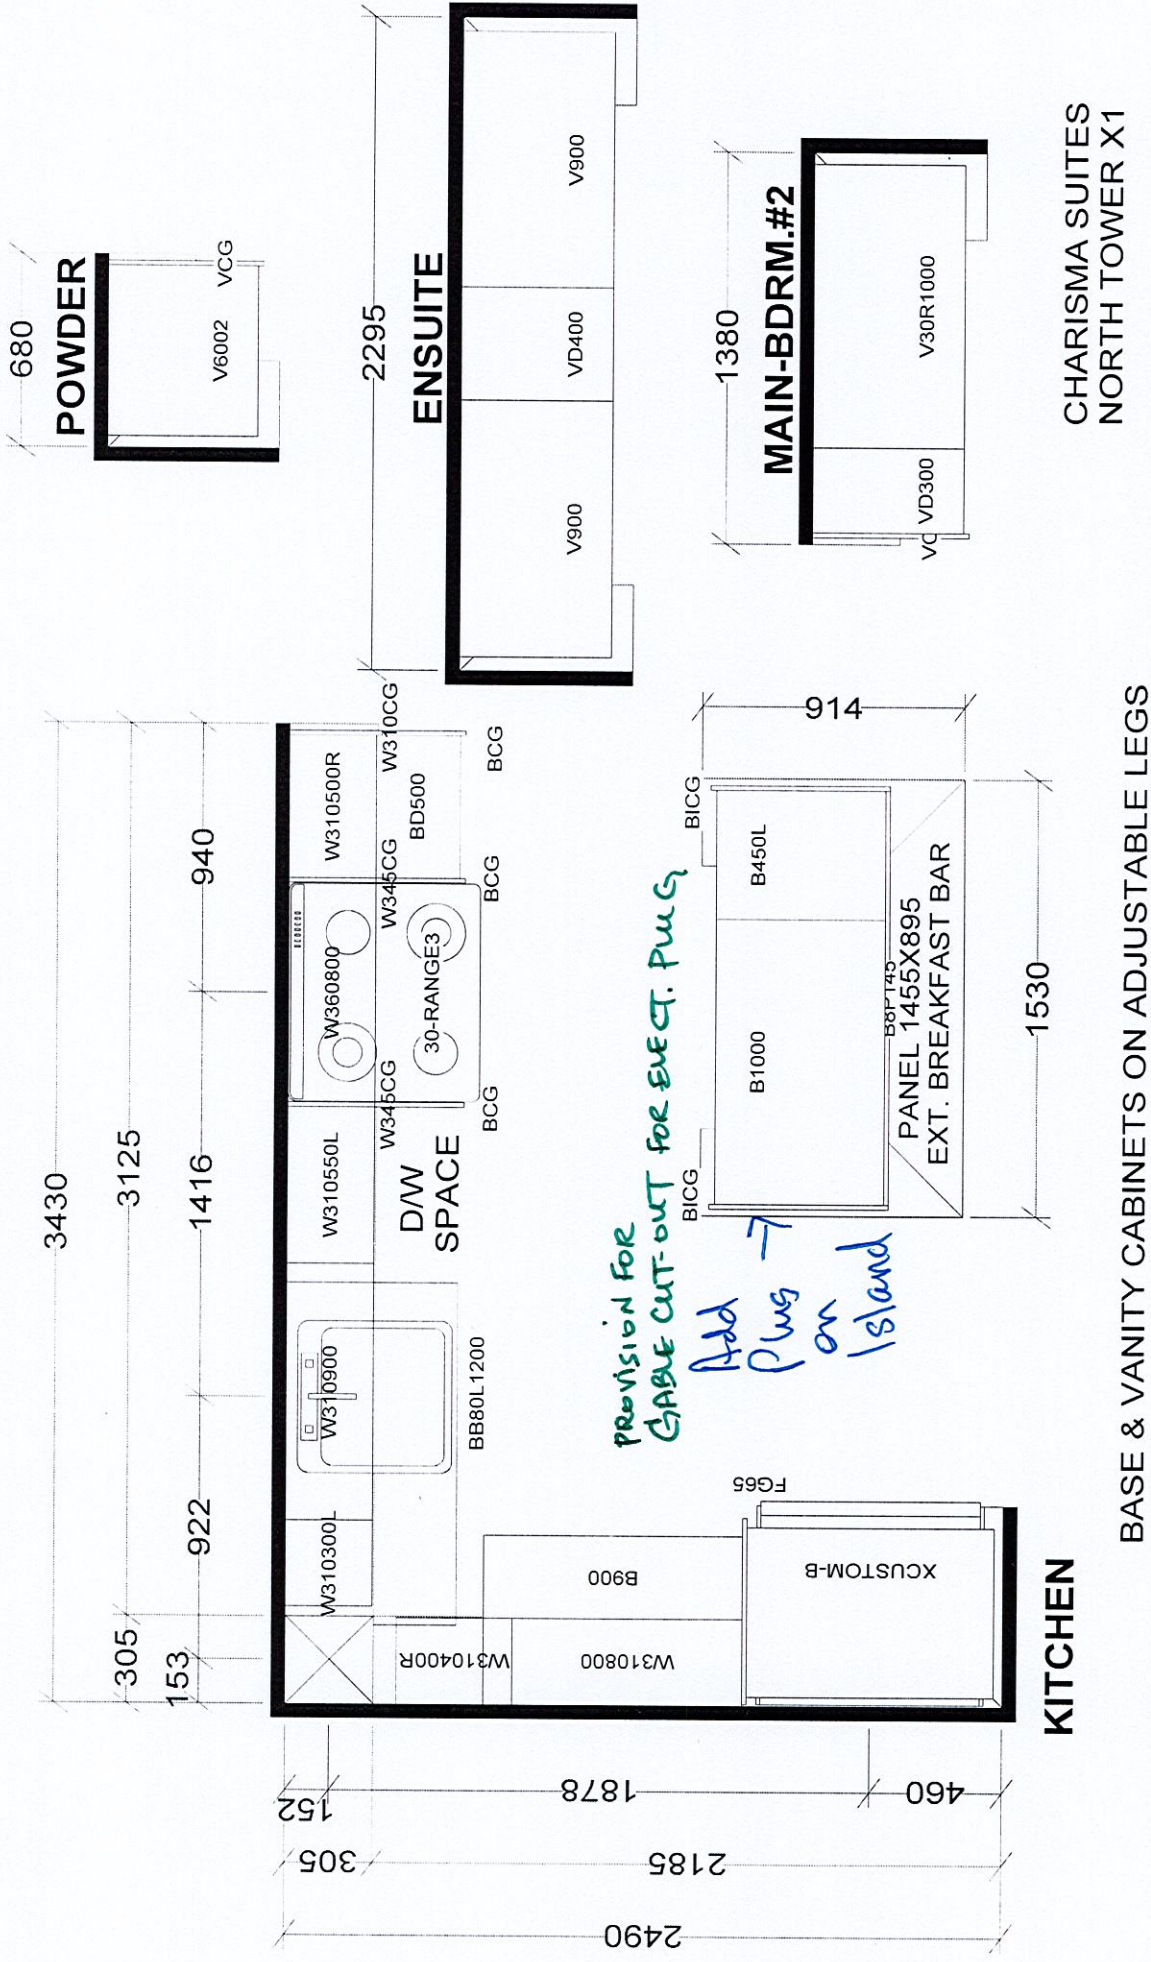 680
POWDER
V6002
VCG
2295
ENSUITE
V900
VD400
V900
1380
MAIN-BDRM.#2
VC
VD300
V30R1000
CHARISMA SUITES
NORTH TOWER X1
3430
305
3125
153
922
1416
940
W310300L
W310900
W310550L
W360800
W310500R
W345CG
W345CG
W310CG
30-RANGE3
BD500
BB80L1200
D/W
SPACE
BCG
BCG
BCG
W310400R
W310800
B900
XCUSTOM-B
FG65
152
1878
460
305
2185
2490
KITCHEN
PROVISION FOR
GABLE CUT-OUT FOR ELECT. PLUG
Add
Plug →
on
Island
BICG
BICG
B1000
B450L
B8P145
PANEL 1455X895
EXT. BREAKFAST BAR
914
1530
BASE & VANITY CABINETS ON ADJUSTABLE LEGS